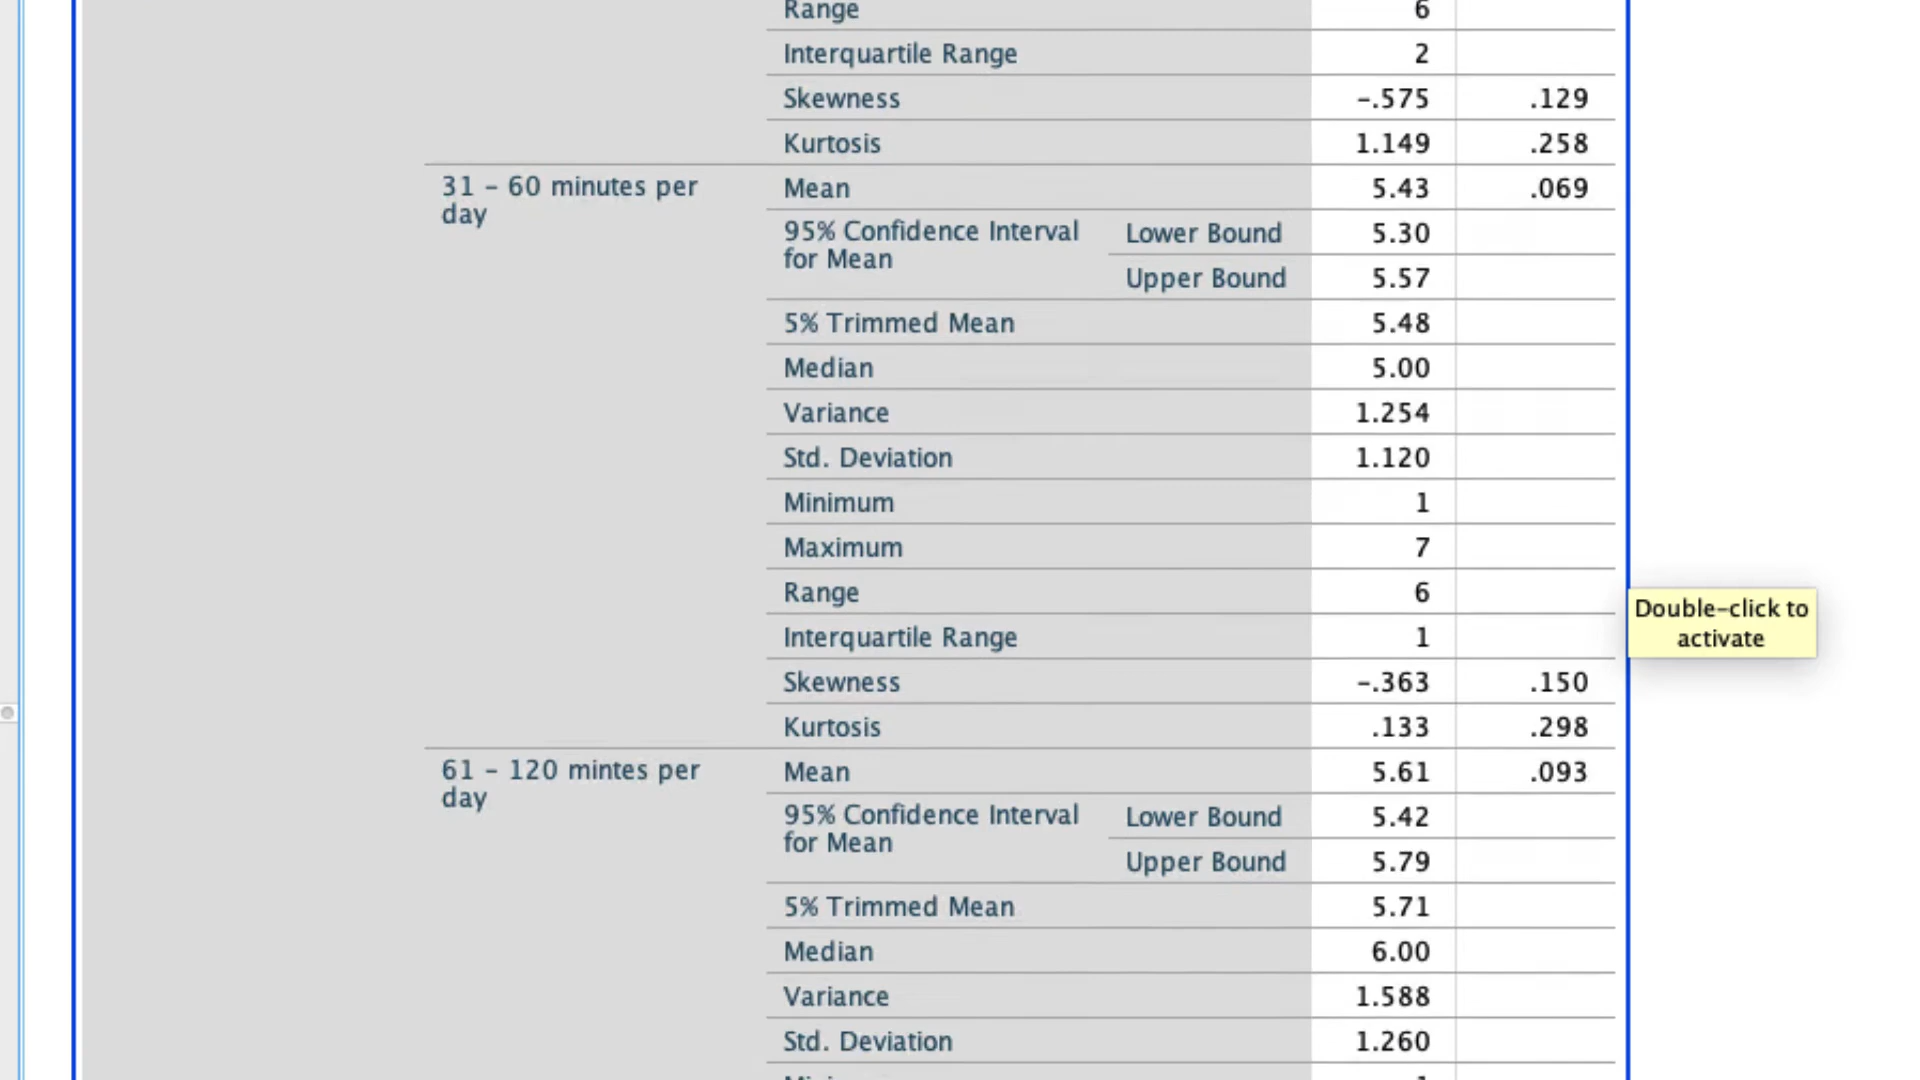 Range 6
Interquartile Range 2
Skewness -.575 .129
Kurtosis 1.149 .258
31 - 60 minutes per Mean 5.43 .069
day
95% Confidence Interval Lower Bound 5.30
for Mean
Upper Bound 5.57
5% Trimmed Mean 5.48
Median 5.00
Variance 1.254
Std. Deviation 1.120
Minimum 1
Maximum 7
Range 6
Double-click to
activate
Interquartile Range 1
Skewness -.363 .150
Kurtosis .133 .298
61 - 120 mintes per Mean 5.61 .093
day
95% Confidence Interval Lower Bound 5.42
for Mean
Upper Bound 5.79
5% Trimmed Mean 5.71
Median 6.00
Variance 1.588
Std. Deviation 1.260